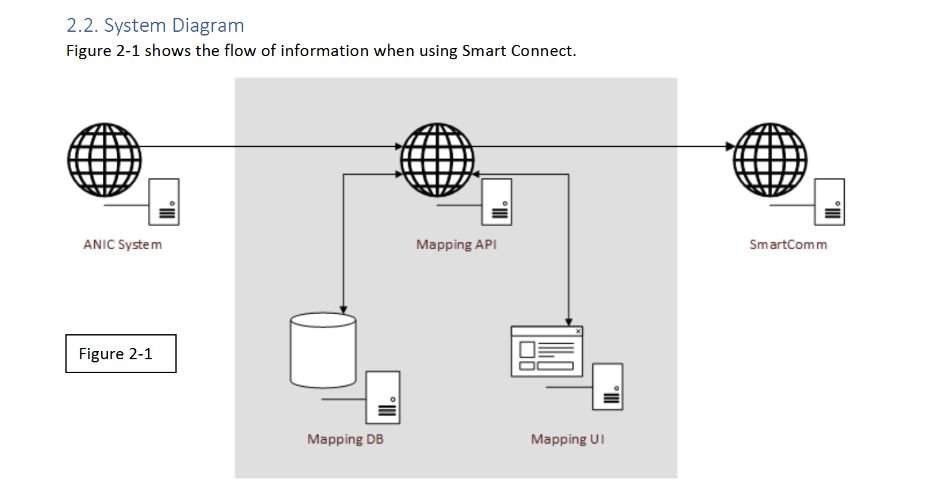 2.2. System Diagram
Figure 2-1 shows the flow of information when using Smart Connect.
ANIC System
Mapping API
SmartComm
Figure 2-1
Mapping DB
Mapping UI